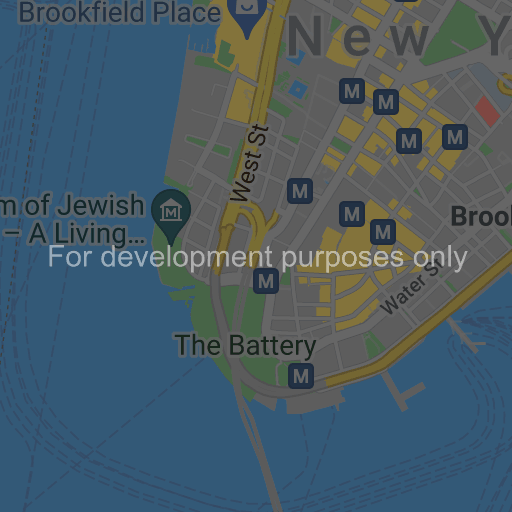 Brookfield Place
New Y
M
M
M
M
West St
M
m of Jewish
– A Living...
M
Brook
M
For development purposes only
M
Water St
The Battery
M